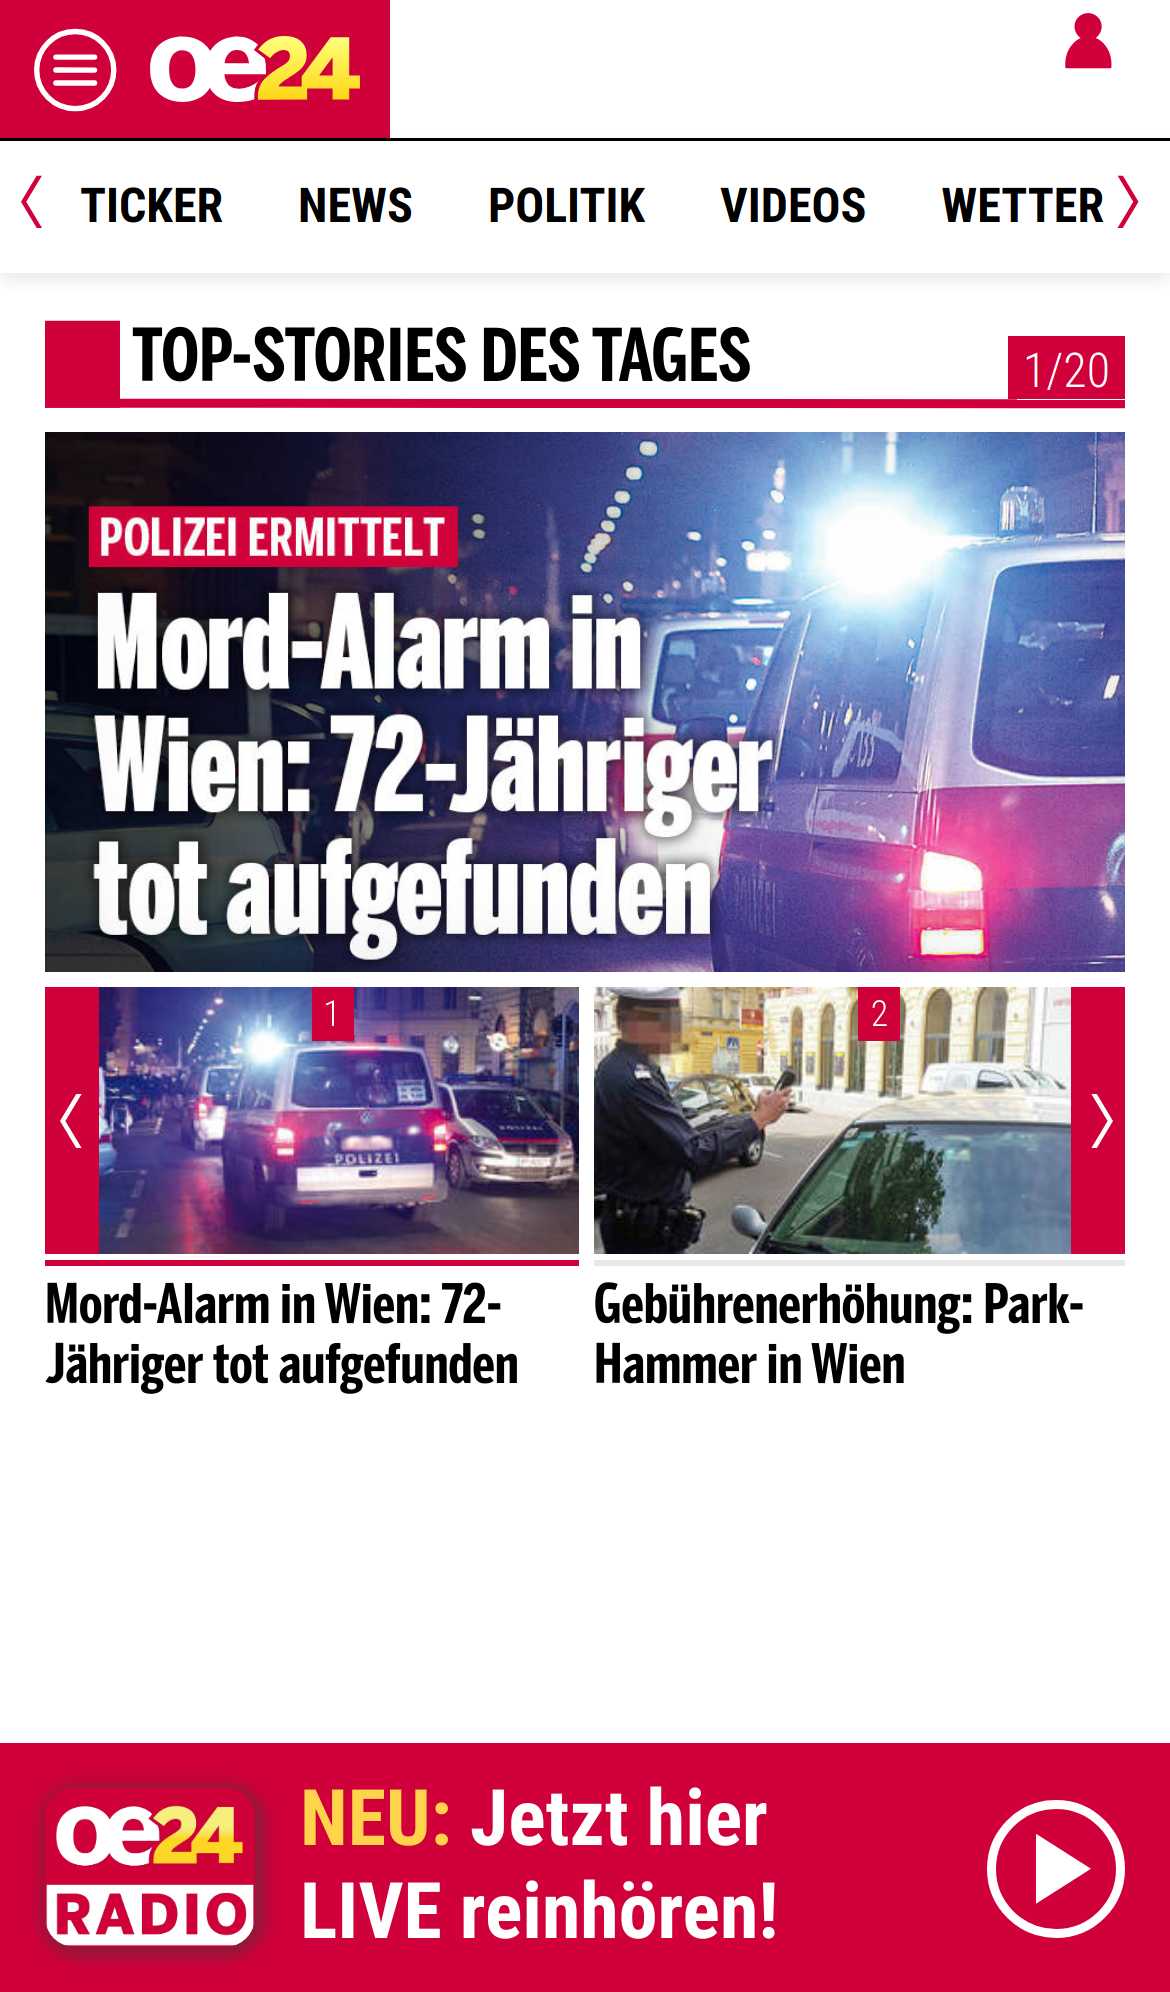 oe24
TICKER NEWS POLITIK VIDEOS WETTER
TOP-STORIES DES TAGES
1/20
POLIZEI ERMITTELT
Mord-Alarm in
Wien: 72-Jähriger
tot aufgefunden
1
POLIZEI
2
Mord-Alarm in Wien: 72-
Jähriger tot aufgefunden
Gebührenerhöhung: Park-
Hammer in Wien
oe24
RADIO
NEU: Jetzt hier
LIVE reinhören!